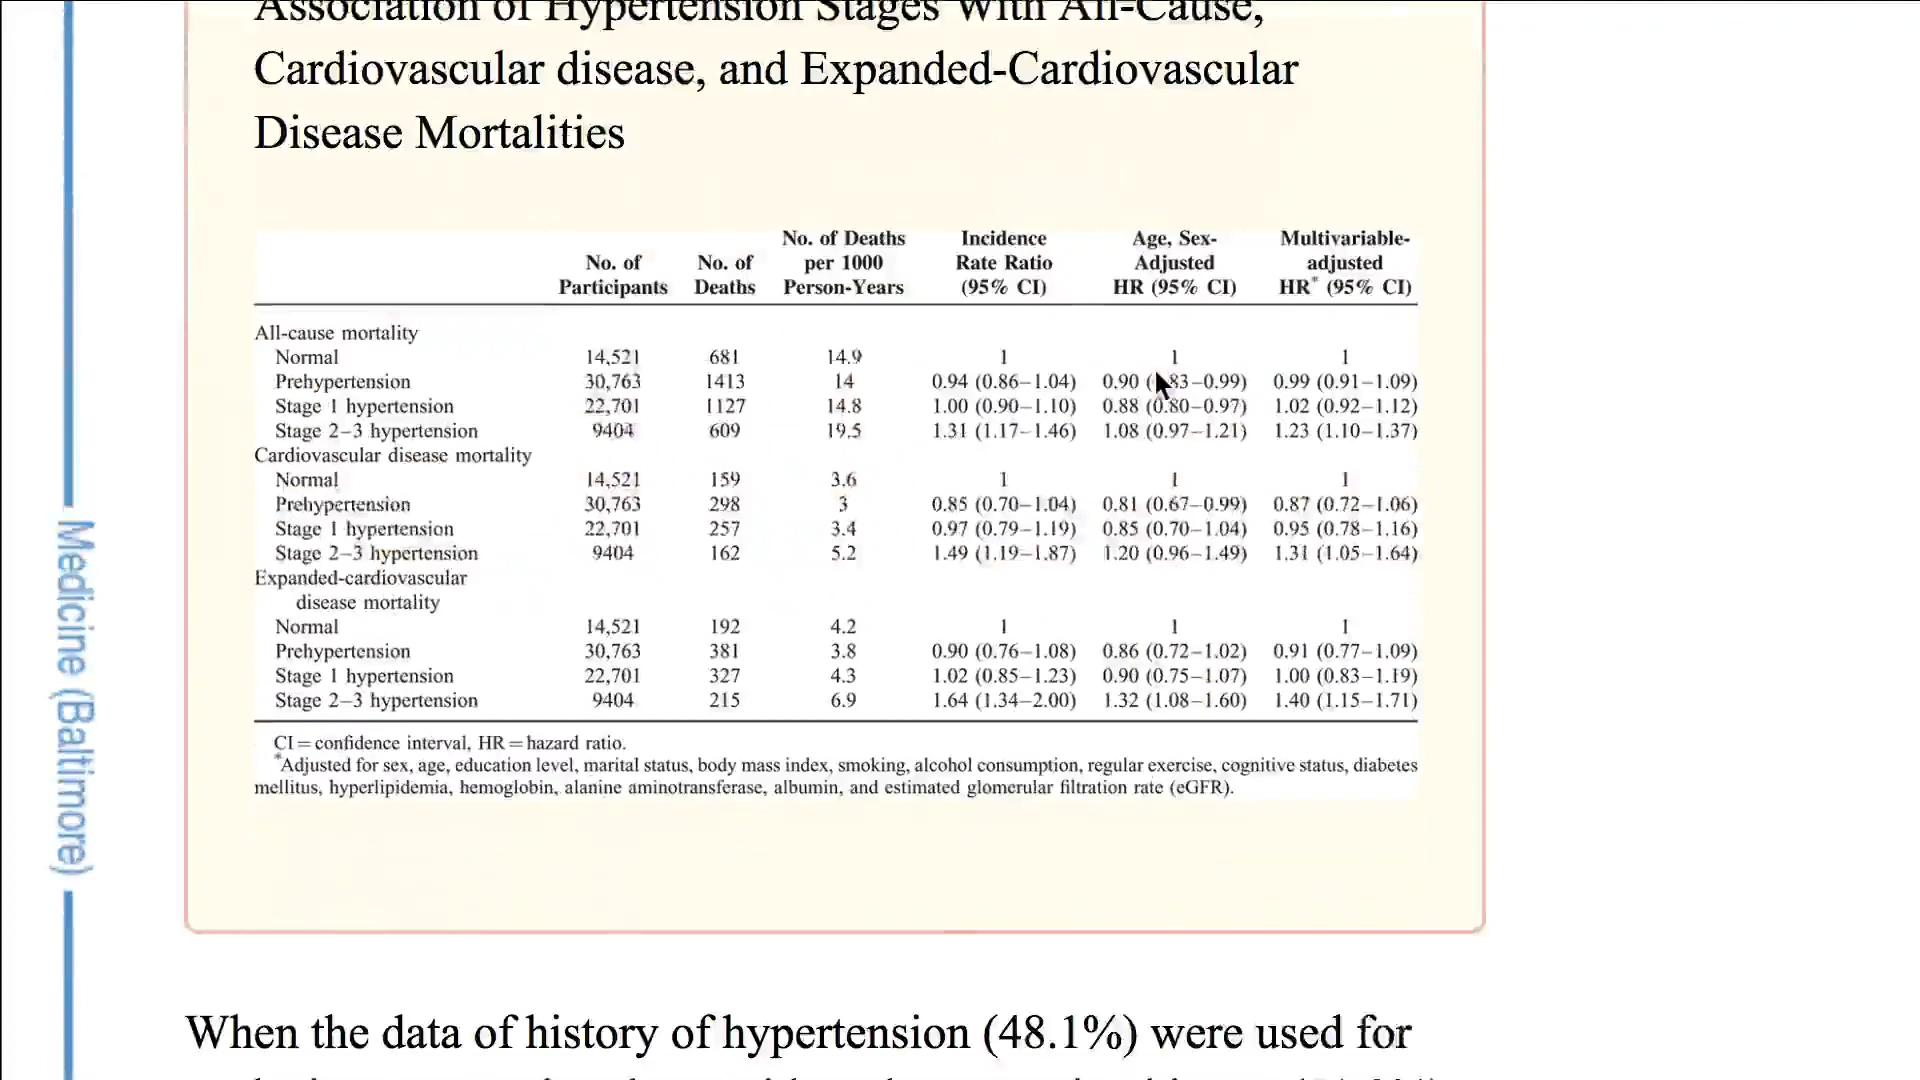 Association of Hypertension Stages With All-Cause,
Cardiovascular disease, and Expanded-Cardiovascular
Disease Mortalities
No. of Participants No. of Deaths No. of Deaths per 1000 Person-Years Incidence Rate Ratio (95% CI) Age, Sex-Adjusted HR (95% CI) Multivariable-adjusted HR* (95% CI)
All-cause mortality
Normal 14,521 681 14.9 1 1 1
Prehypertension 30,763 1413 14 0.94 (0.86–1.04) 0.90 ( 83–0.99) 0.99 (0.91–1.09)
Stage 1 hypertension 22,701 1127 14.8 1.00 (0.90–1.10) 0.88 (0.80–0.97) 1.02 (0.92–1.12)
Stage 2–3 hypertension 9404 609 19.5 1.31 (1.17–1.46) 1.08 (0.97–1.21) 1.23 (1.10–1.37)
Cardiovascular disease mortality
Normal 14,521 159 3.6 1 1 1
Prehypertension 30,763 298 3 0.85 (0.70–1.04) 0.81 (0.67–0.99) 0.87 (0.72–1.06)
Stage 1 hypertension 22,701 257 3.4 0.97 (0.79–1.19) 0.85 (0.70–1.04) 0.95 (0.78–1.16)
Stage 2–3 hypertension 9404 162 5.2 1.49 (1.19–1.87) 1.20 (0.96–1.49) 1.31 (1.05–1.64)
Expanded-cardiovascular
disease mortality
Normal 14,521 192 4.2 1 1 1
Prehypertension 30,763 381 3.8 0.90 (0.76–1.08) 0.86 (0.72–1.02) 0.91 (0.77–1.09)
Stage 1 hypertension 22,701 327 4.3 1.02 (0.85–1.23) 0.90 (0.75–1.07) 1.00 (0.83–1.19)
Stage 2–3 hypertension 9404 215 6.9 1.64 (1.34–2.00) 1.32 (1.08–1.60) 1.40 (1.15–1.71)
CI = confidence interval, HR = hazard ratio.
*Adjusted for sex, age, education level, marital status, body mass index, smoking, alcohol consumption, regular exercise, cognitive status, diabetes
mellitus, hyperlipidemia, hemoglobin, alanine aminotransferase, albumin, and estimated glomerular filtration rate (eGFR).
Medicine (Baltimore)
When the data of history of hypertension (48.1%) were used for